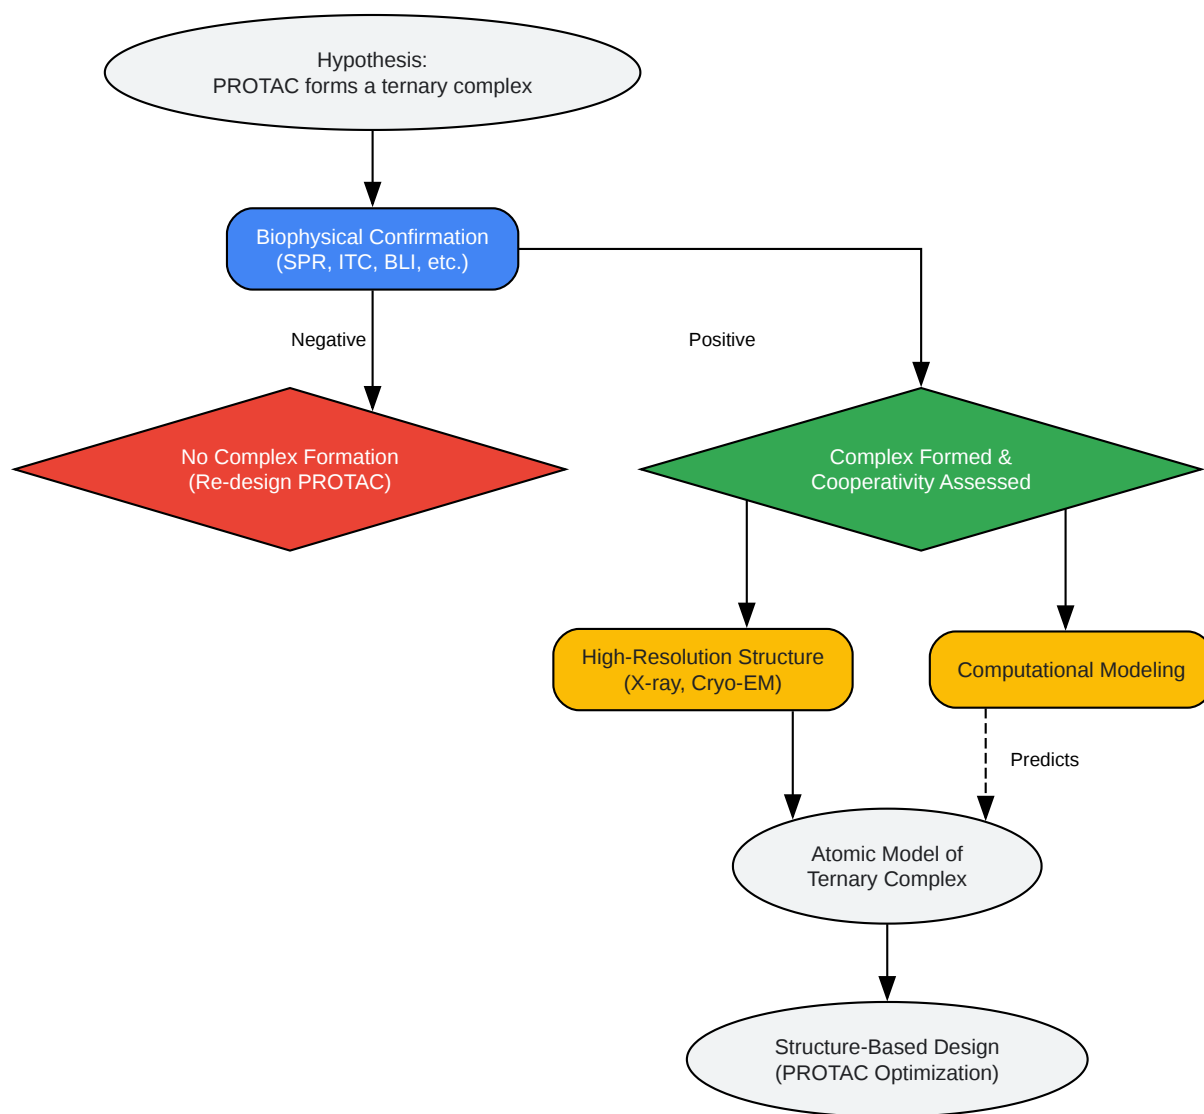 Hypothesis:
PROTAC forms a ternary complex
Biophysical Confirmation
(SPR, ITC, BLI, etc.)
Negative
Positive
No Complex Formation
(Re-design PROTAC)
Complex Formed &
Cooperativity Assessed
High-Resolution Structure
(X-ray, Cryo-EM)
Computational Modeling
Predicts
Atomic Model of
Ternary Complex
Structure-Based Design
(PROTAC Optimization)